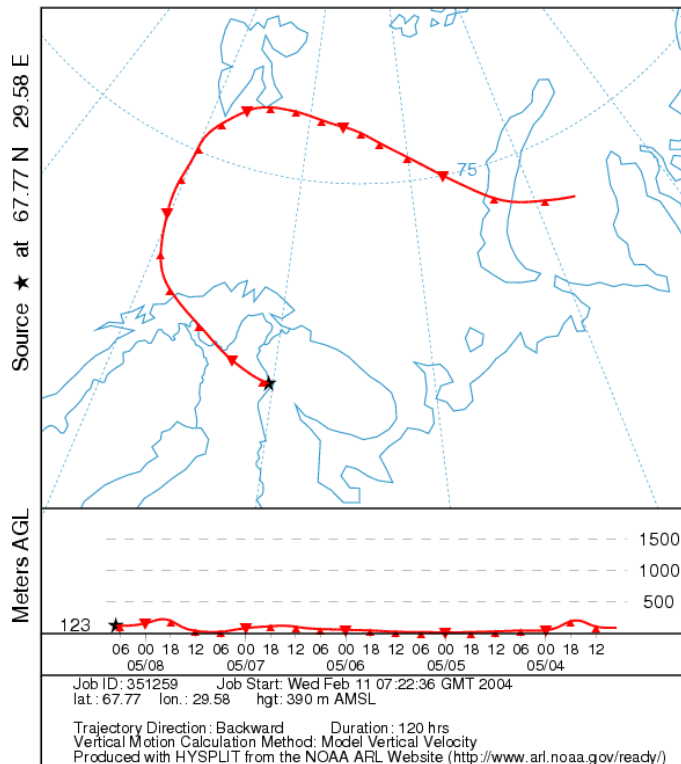 Source ★ at 67.77 N 29.58 E
75
Meters AGL
1500
1000
500
123
06 00 18 12 06 00 18 12 06 00 18 12 06 00 18 12 06 00 18 12
05/08 05/07 05/06 05/05 05/04
Job ID: 351259 Job Start: Wed Feb 11 07:22:36 GMT 2004
lat.: 67.77 lon.: 29.58 hgt: 390 m AMSL
Trajectory Direction: Backward Duration: 120 hrs
Vertical Motion Calculation Method: Model Vertical Velocity
Produced with HYSPLIT from the NOAA ARL Website (http://www.arl.noaa.gov/ready/)